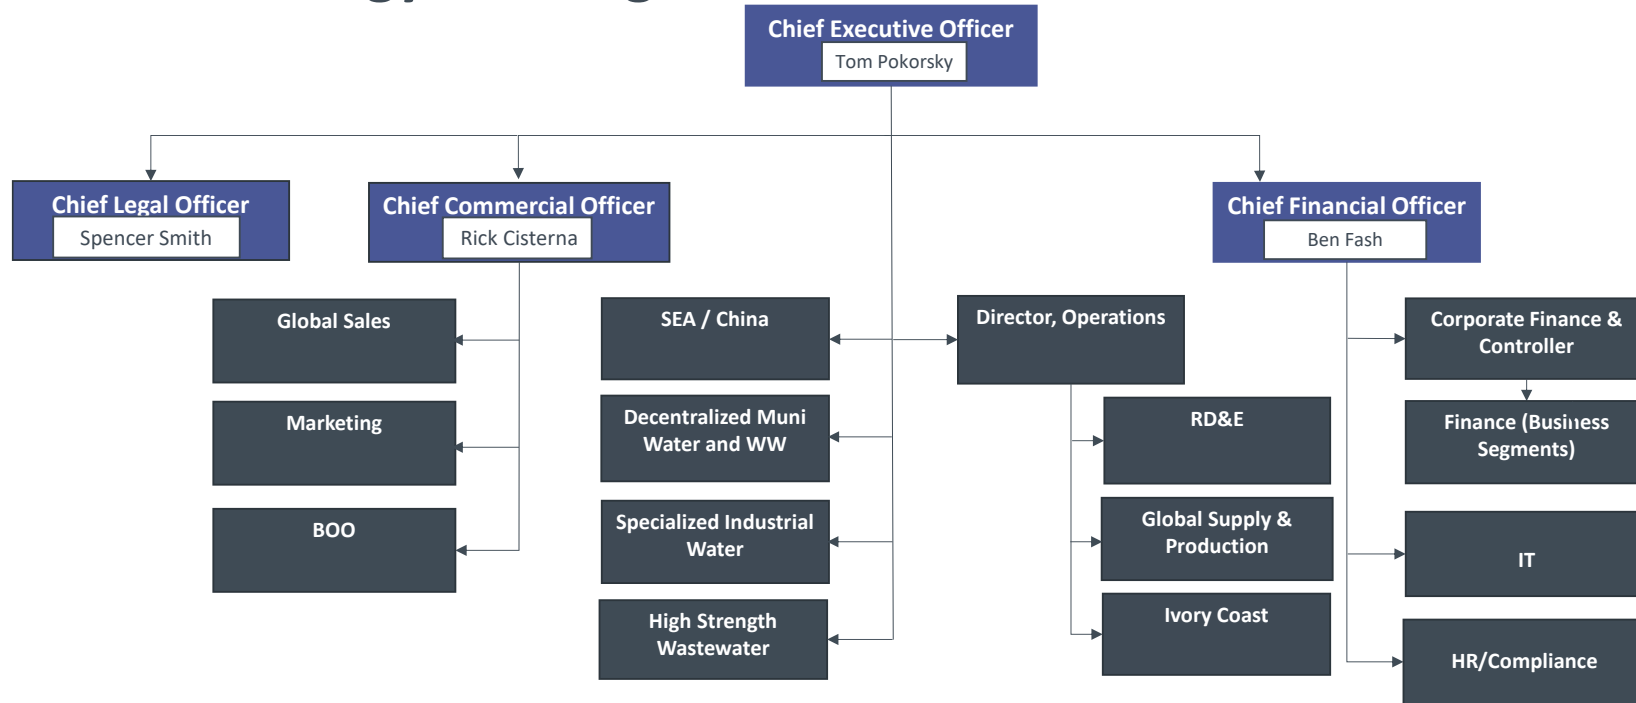 Chief Executive Officer
Tom Pokorsky
Chief Legal Officer
Spencer Smith
Chief Commercial Officer
Rick Cisterna
Chief Financial Officer
Ben Fash
Global Sales
Marketing
BOO
SEA / China
Decentralized Muni
Water and WW
Specialized Industrial
Water
High Strength
Wastewater
Director, Operations
RD&E
Global Supply &
Production
Ivory Coast
Corporate Finance &
Controller
Finance (Business
Segments)
IT
HR/Compliance